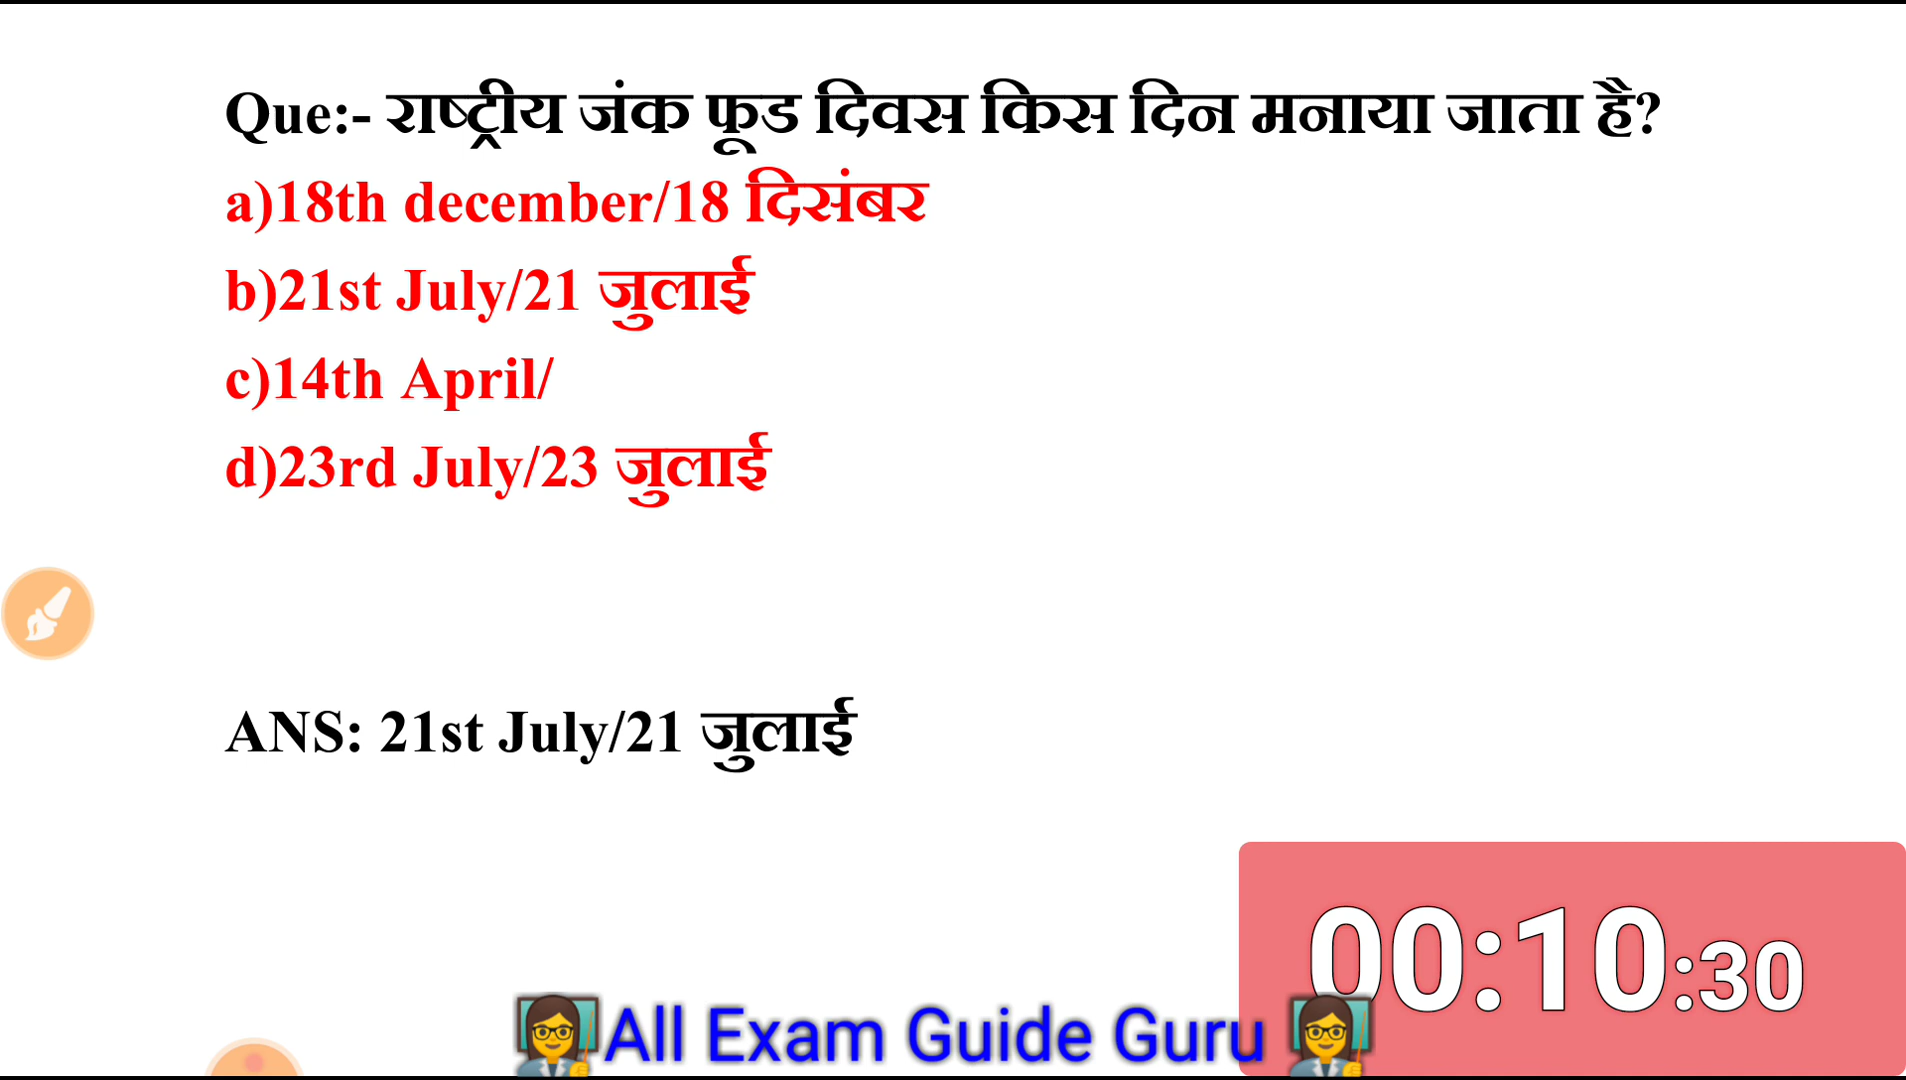 Que:- राष्ट्रीय जंक फूड दिवस किस दिन मनाया जाता है?
a)18th december/18 दिसंबर
b)21st July/21 जुलाई
c)14th April/
d)23rd July/23 जुलाई
ANS: 21st July/21 जुलाई
00:10:30
All Exam Guide Guru